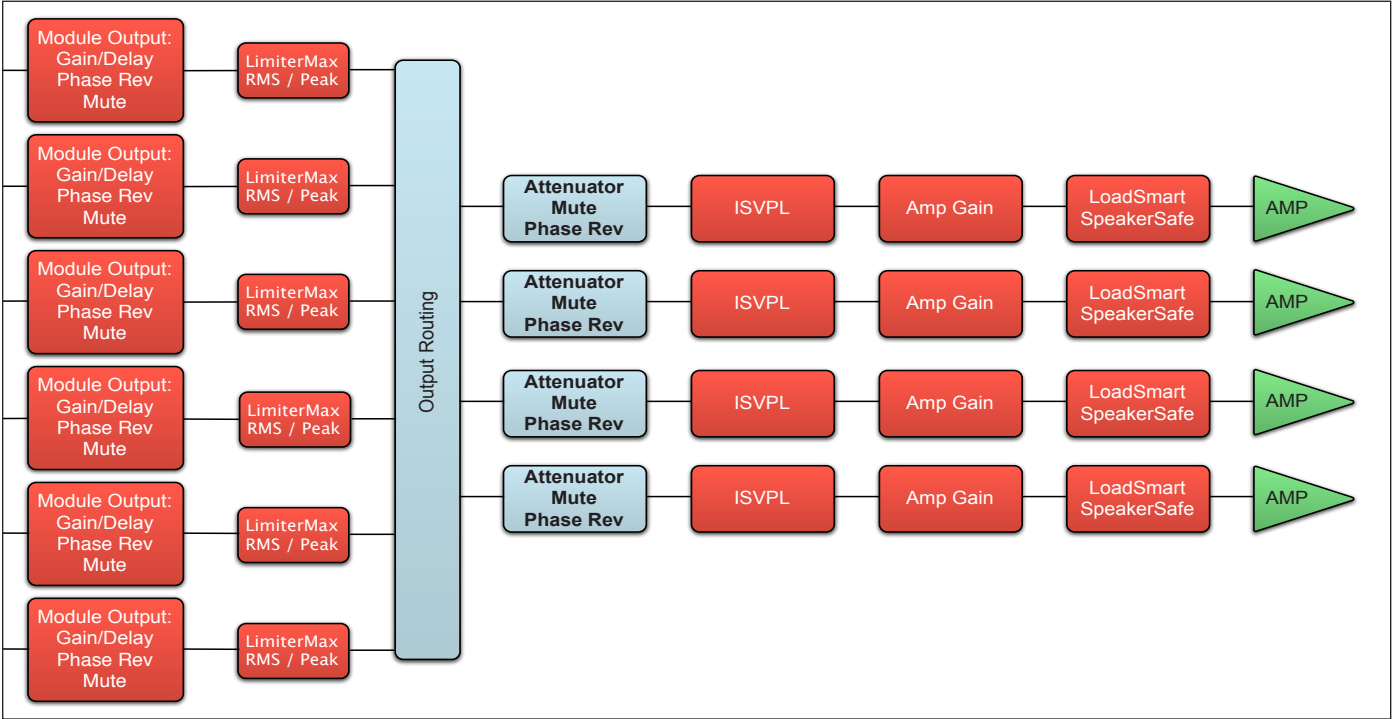 Module Output:
Gain/Delay
Phase Rev
Mute
LimiterMax
RMS / Peak
Module Output:
Gain/Delay
Phase Rev
Mute
LimiterMax
RMS / Peak
Module Output:
Gain/Delay
Phase Rev
Mute
LimiterMax
RMS / Peak
Module Output:
Gain/Delay
Phase Rev
Mute
LimiterMax
RMS / Peak
Module Output:
Gain/Delay
Phase Rev
Mute
LimiterMax
RMS / Peak
Module Output:
Gain/Delay
Phase Rev
Mute
LimiterMax
RMS / Peak
Output Routing
Attenuator
Mute
Phase Rev
ISVPL
Amp Gain
LoadSmart
SpeakerSafe
AMP
Attenuator
Mute
Phase Rev
ISVPL
Amp Gain
LoadSmart
SpeakerSafe
AMP
Attenuator
Mute
Phase Rev
ISVPL
Amp Gain
LoadSmart
SpeakerSafe
AMP
Attenuator
Mute
Phase Rev
ISVPL
Amp Gain
LoadSmart
SpeakerSafe
AMP